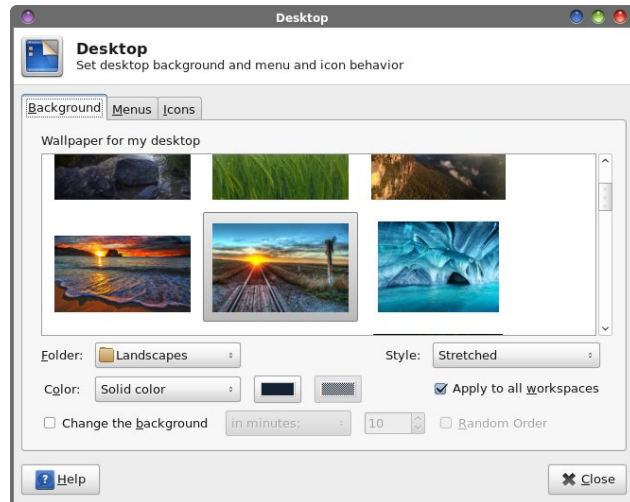 Desktop
Desktop
Set desktop background and menu and icon behavior
Background Menus Icons
Wallpaper for my desktop
Folder: Landscapes Style: Stretched
Color: Solid color Apply to all workspaces
Change the background in minutes: 10 Random Order
Help Close